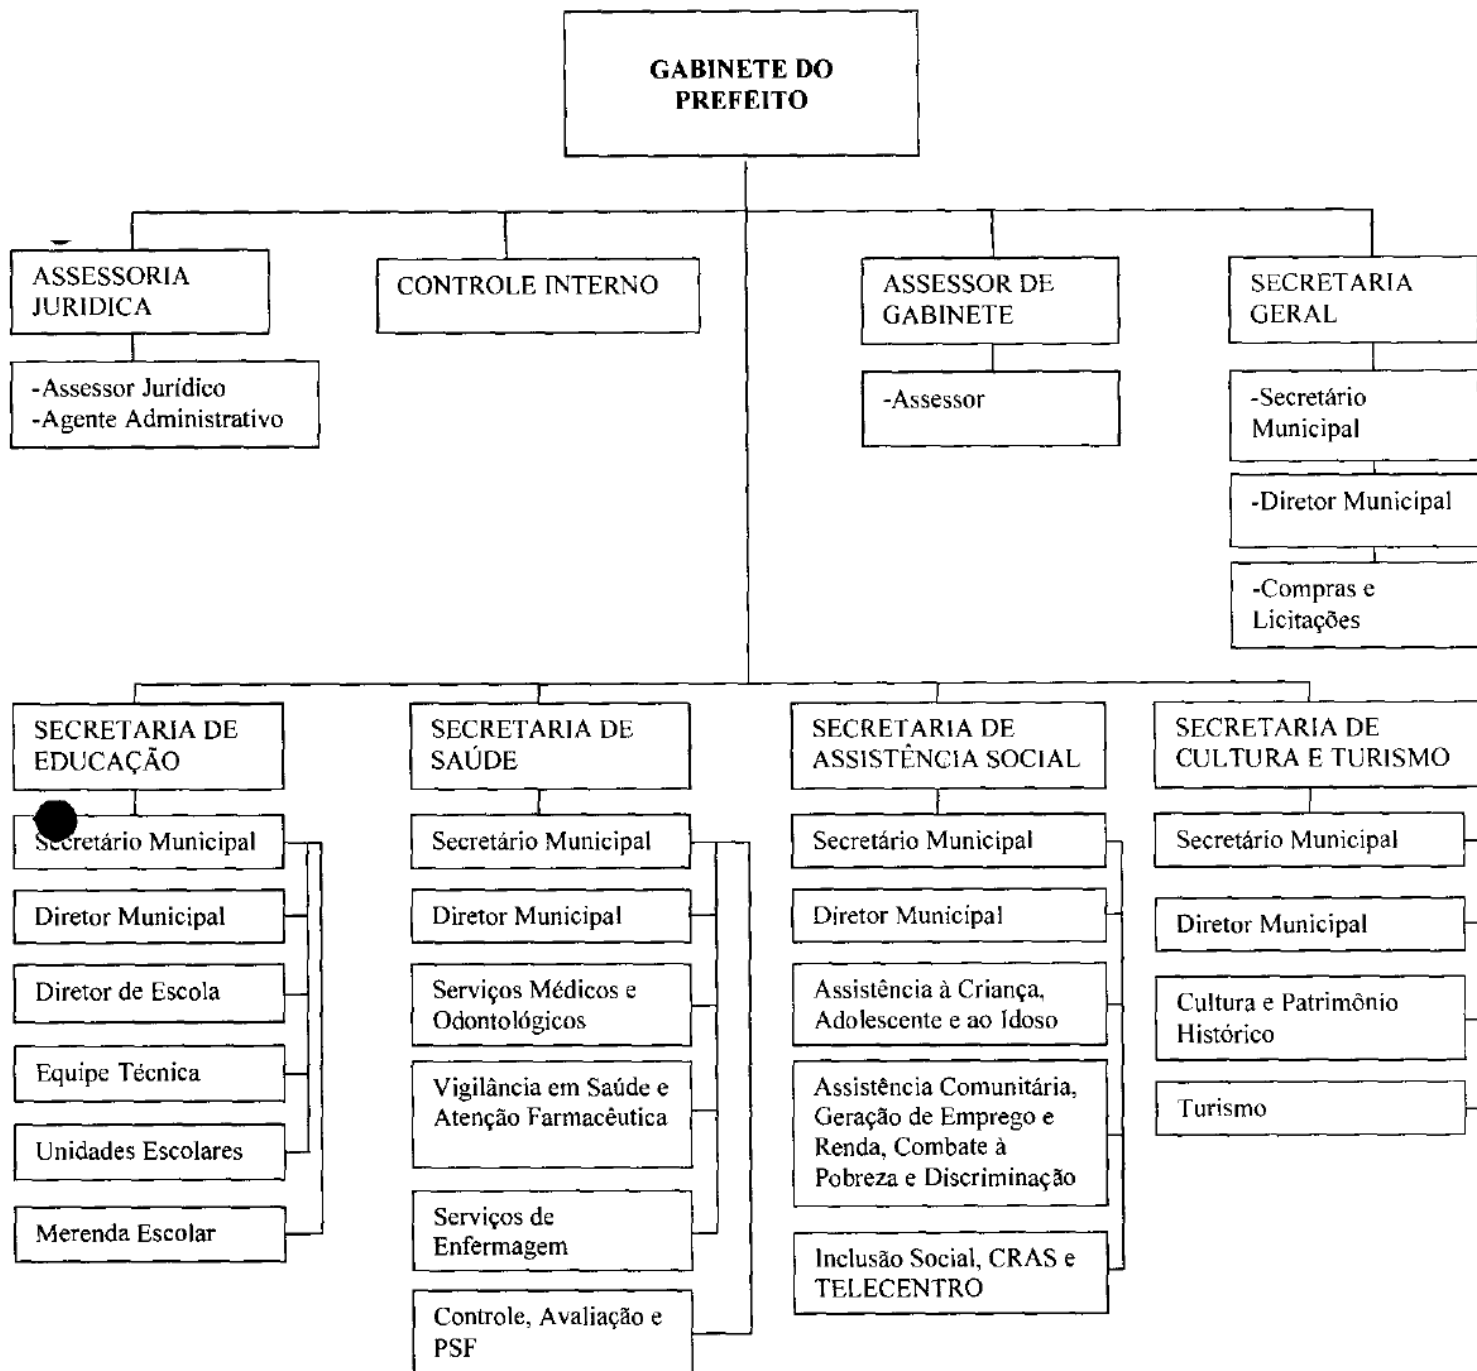 GABINETE DO
PREFEITO
ASSESSORIA
JURIDICA
CONTROLE INTERNO
ASSESSOR DE
GABINETE
SECRETARIA
GERAL
-Assessor Jurídico
-Agente Administrativo
-Assessor
-Secretário
Municipal
-Diretor Municipal
-Compras e
Licitações
SECRETARIA DE
EDUCAÇÃO
Secretário Municipal
Diretor Municipal
Diretor de Escola
Equipe Técnica
Unidades Escolares
Merenda Escolar
SECRETARIA DE
SAÚDE
Secretário Municipal
Diretor Municipal
Serviços Médicos e
Odontológicos
Vigilância em Saúde e
Atenção Farmacêutica
Serviços de
Enfermagem
Controle, Avaliação e
PSF
SECRETARIA DE
ASSISTÊNCIA SOCIAL
Secretário Municipal
Diretor Municipal
Assistência à Criança,
Adolescente e ao Idoso
Assistência Comunitária,
Geração de Emprego e
Renda, Combate à
Pobreza e Discriminação
Inclusão Social, CRAS e
TELECENTRO
SECRETARIA DE
CULTURA E TURISMO
Secretário Municipal
Diretor Municipal
Cultura e Patrimônio
Histórico
Turismo